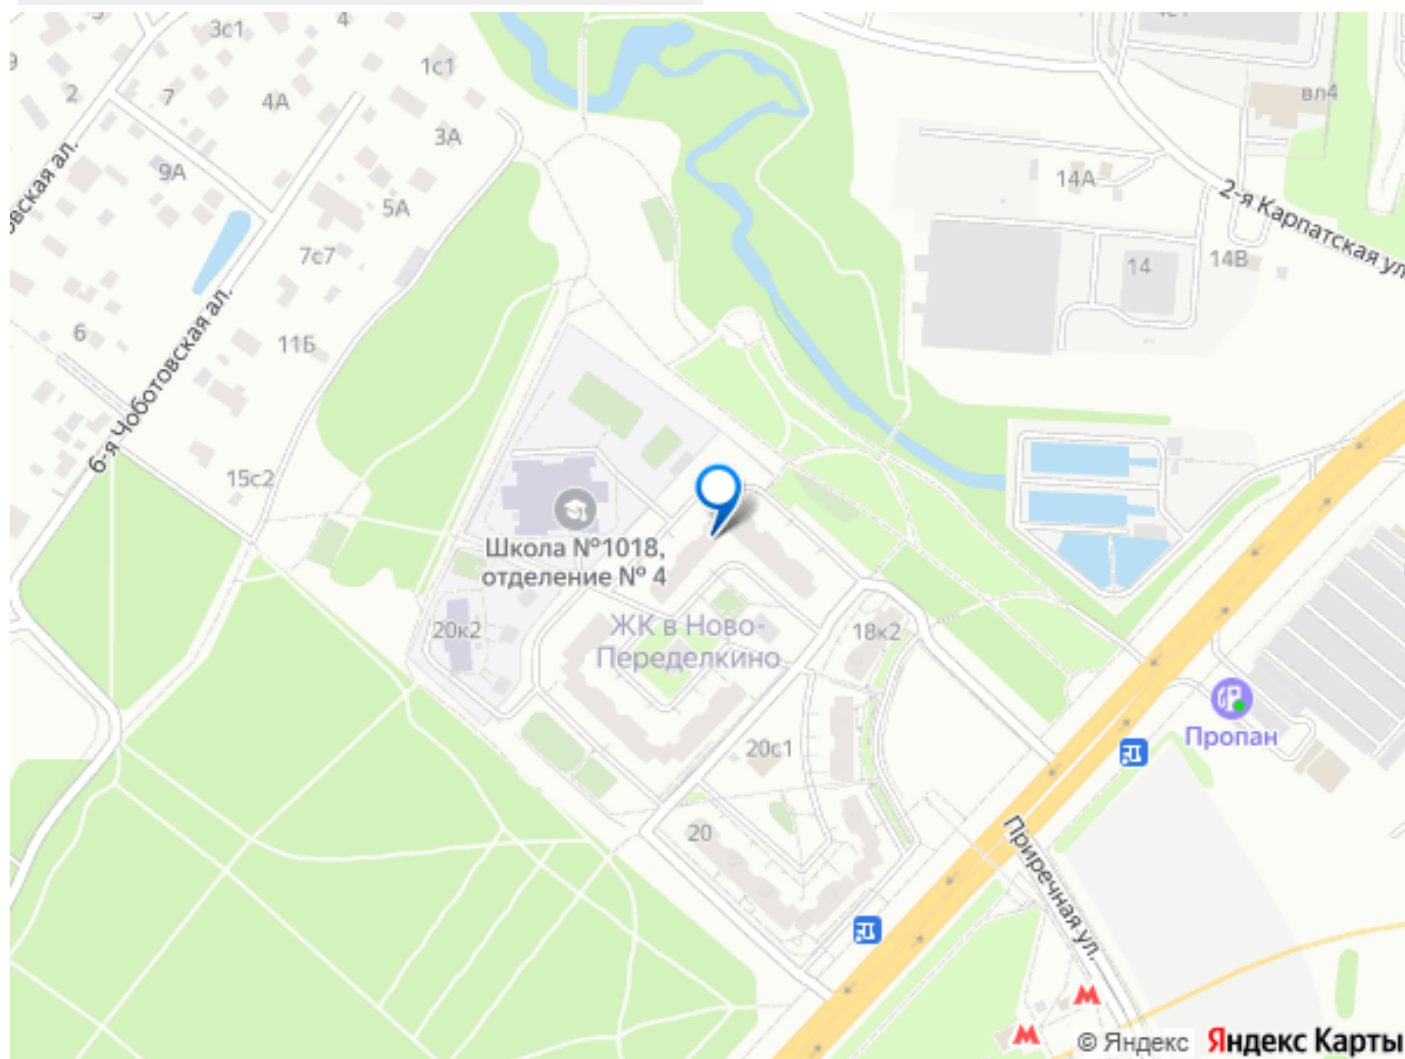 3с1
4
9
2
7
4А
1с1
3А
вл4
9А
5А
14А
2-я Карпатская ул.
7с7
14
14В
6
11Б
6-я Чоботовская ал.
15с2
Школа №1018,
отделение № 4
20к2
ЖК в Ново-
Переделкино
18к2
Пропан
20с1
20
Приречная ул.
© Яндекс Яндекс Карты